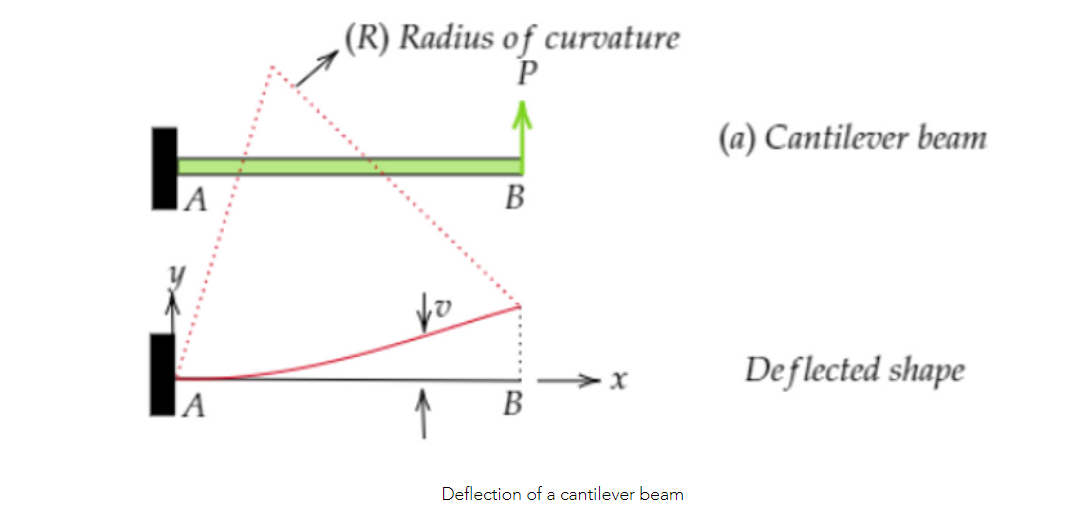 (R) Radius of curvature
P
(a) Cantilever beam
A
B
y
v
x
Deflected shape
A
B
Deflection of a cantilever beam